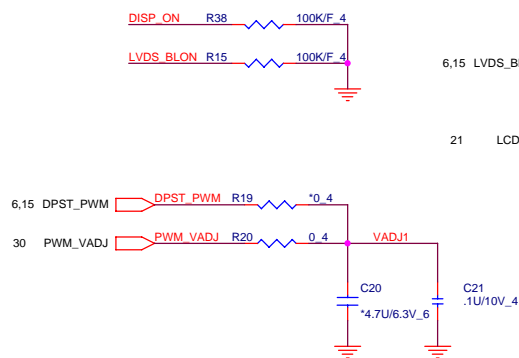 DISP_ON R38 100K/F_4
LVDS_BLON R15 100K/F_4
6,15 LVDS_B
21 LCD
6,15 DPST_PWM DPST_PWM R19 *0_4
30 PWM_VADJ PWM_VADJ R20 0_4 VADJ1
C20
*4.7U/6.3V_6
C21
.1U/10V_4